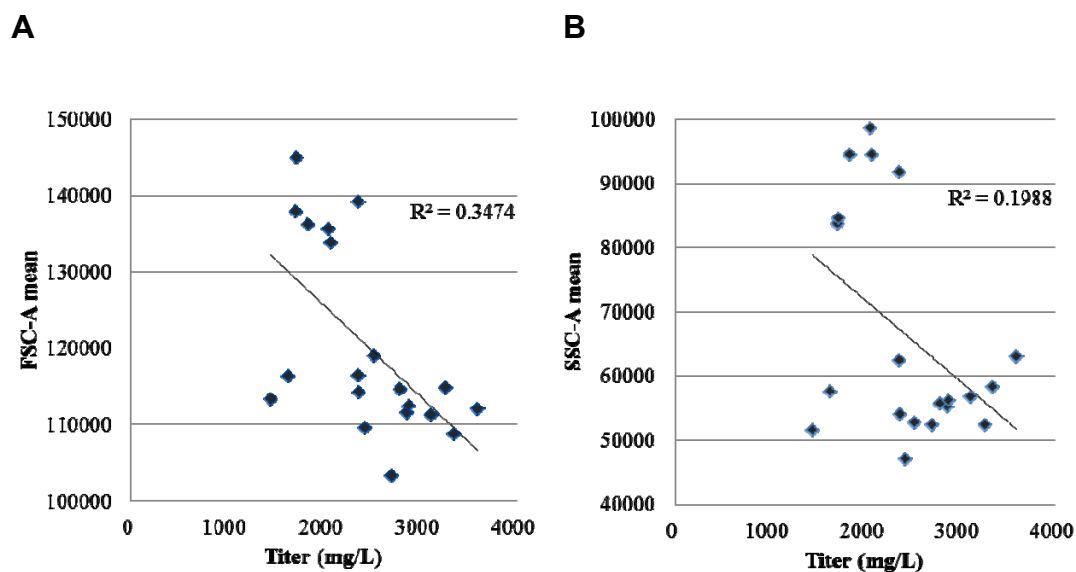 A
B
FSC-A mean
150000
140000
130000
120000
110000
100000
R² = 0.3474
0
1000
2000
3000
4000
Titer (mg/L)
SSC-A mean
100000
90000
80000
70000
60000
50000
40000
R² = 0.1988
0
1000
2000
3000
4000
Titer (mg/L)